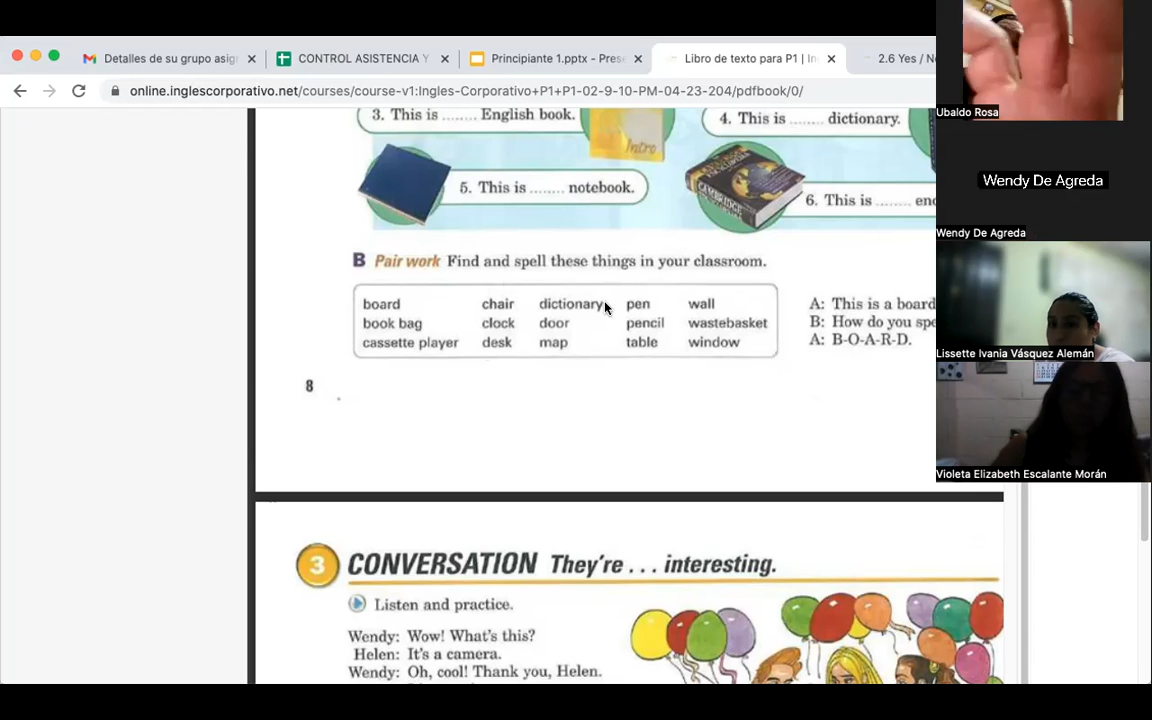 Detalles de su grupo asig
CONTROL ASISTENCIA Y
Principiante 1.pptx - Pres
Libro de texto para P1 | In
2.6 Yes / N
online.inglescorporativo.net/courses/course-v1:Ingles-Corporativo+P1+P1-02-9-10-PM-04-23-204/pdfbook/0/
3. This is ........ English book.
4. This is ........ dictionary.
Intro
5. This is ........ notebook.
6. This is ........ enc
CAMBRIDGE
B Pair work Find and spell these things in your classroom.
board chair dictionary pen wall
book bag clock door pencil wastebasket
cassette player desk map table window
A: This is a board
B: How do you spe
A: B-O-A-R-D.
8
3 CONVERSATION They're . . . interesting.
Listen and practice.
Wendy: Wow! What's this?
Helen: It's a camera.
Wendy: Oh, cool! Thank you, Helen.
Ubaldo Rosa
Wendy De Agreda
Wendy De Agreda
Lissette Ivania Vásquez Alemán
Violeta Elizabeth Escalante Morán